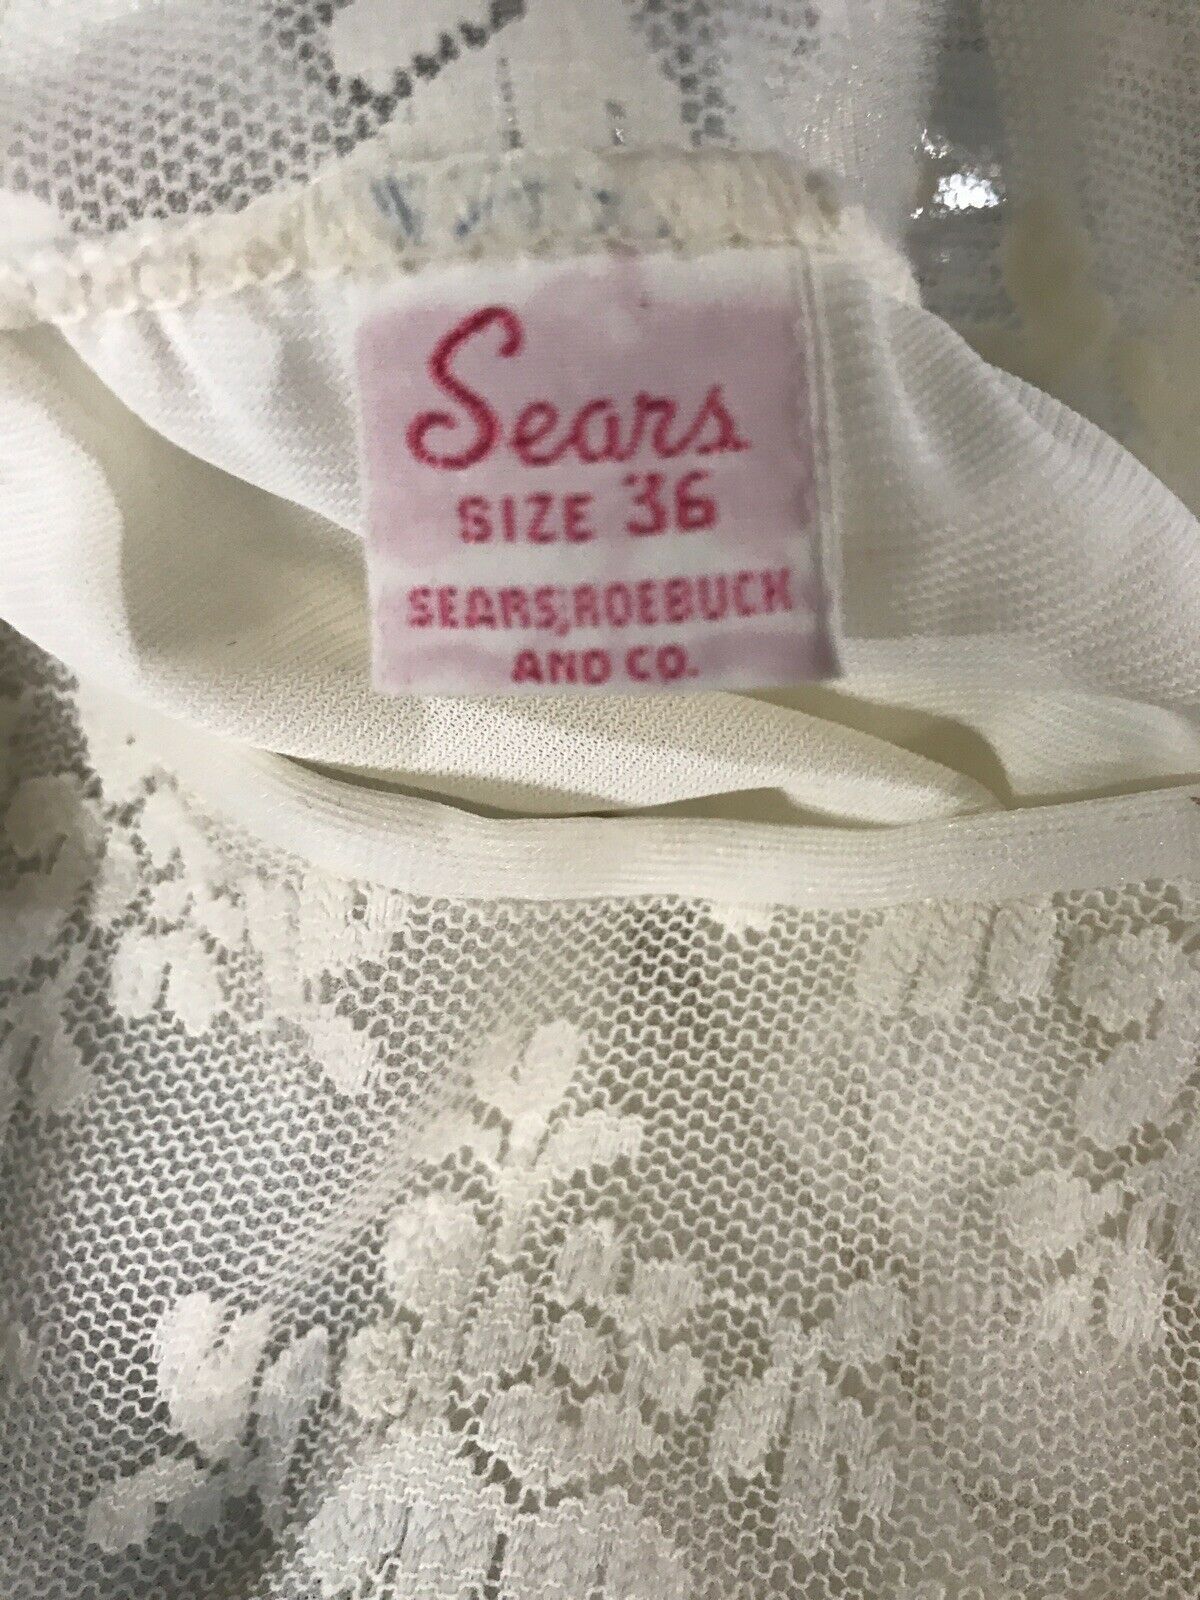 Sears
SIZE 36
SEARS, ROEBUCK
AND CO.